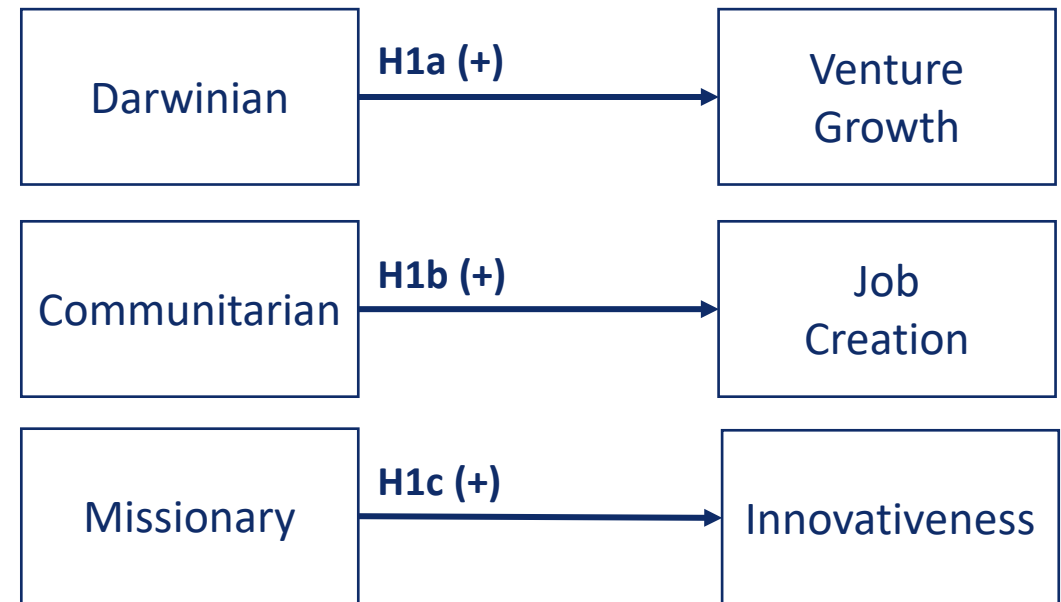 Darwinian
H1a (+)
Venture
Growth
Communitarian
H1b (+)
Job
Creation
Missionary
H1c (+)
Innovativeness